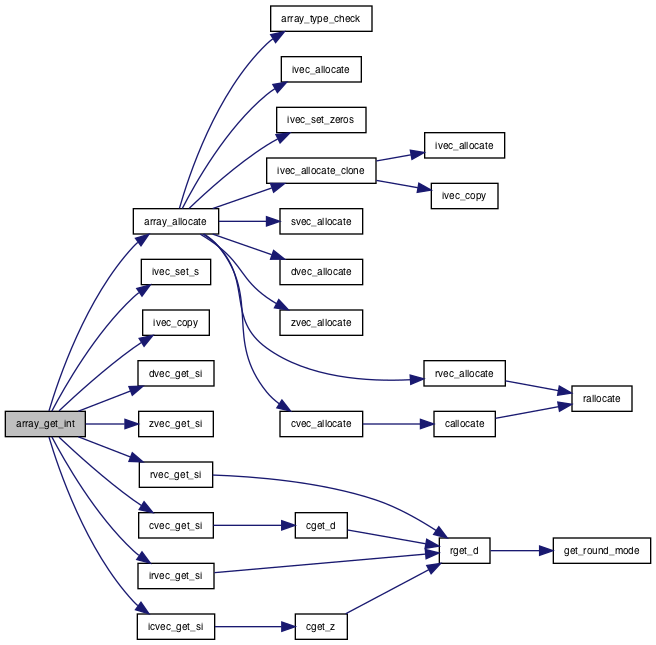 array_type_check
ivec_allocate
ivec_set_zeros
ivec_allocate
ivec_allocate_clone
ivec_copy
array_allocate
svec_allocate
ivec_set_s
dvec_allocate
ivec_copy
zvec_allocate
dvec_get_si
rvec_allocate
rallocate
array_get_int
zvec_get_si
cvec_allocate
callocate
rvec_get_si
cvec_get_si
cget_d
rget_d
get_round_mode
irvec_get_si
icvec_get_si
cget_z